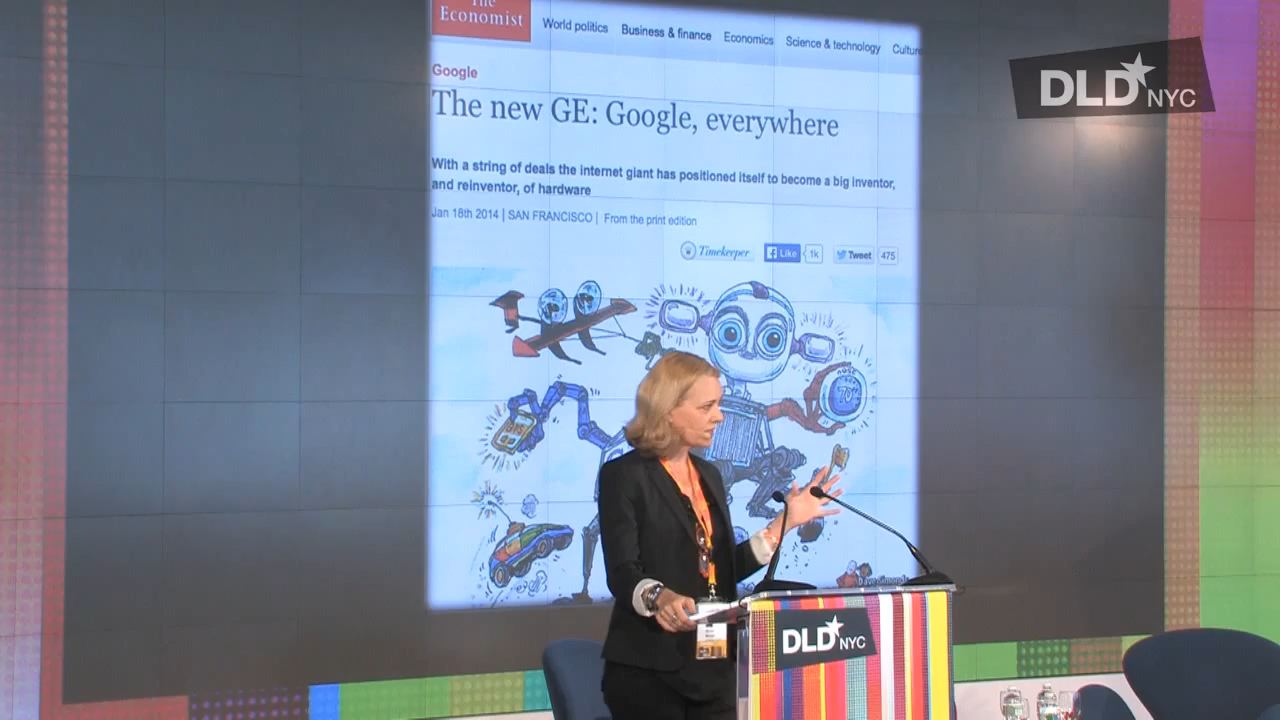 The
Economist
World politics
Business & finance
Economics
Science & technology
Culture
Google
The new GE: Google, everywhere
With a string of deals the internet giant has positioned itself to become a big inventor,
and reinventor, of hardware
Jan 18th 2014 | SAN FRANCISCO | From the print edition
Timekeeper
Like
1k
Tweet
475
DLD NYC
DLD NYC